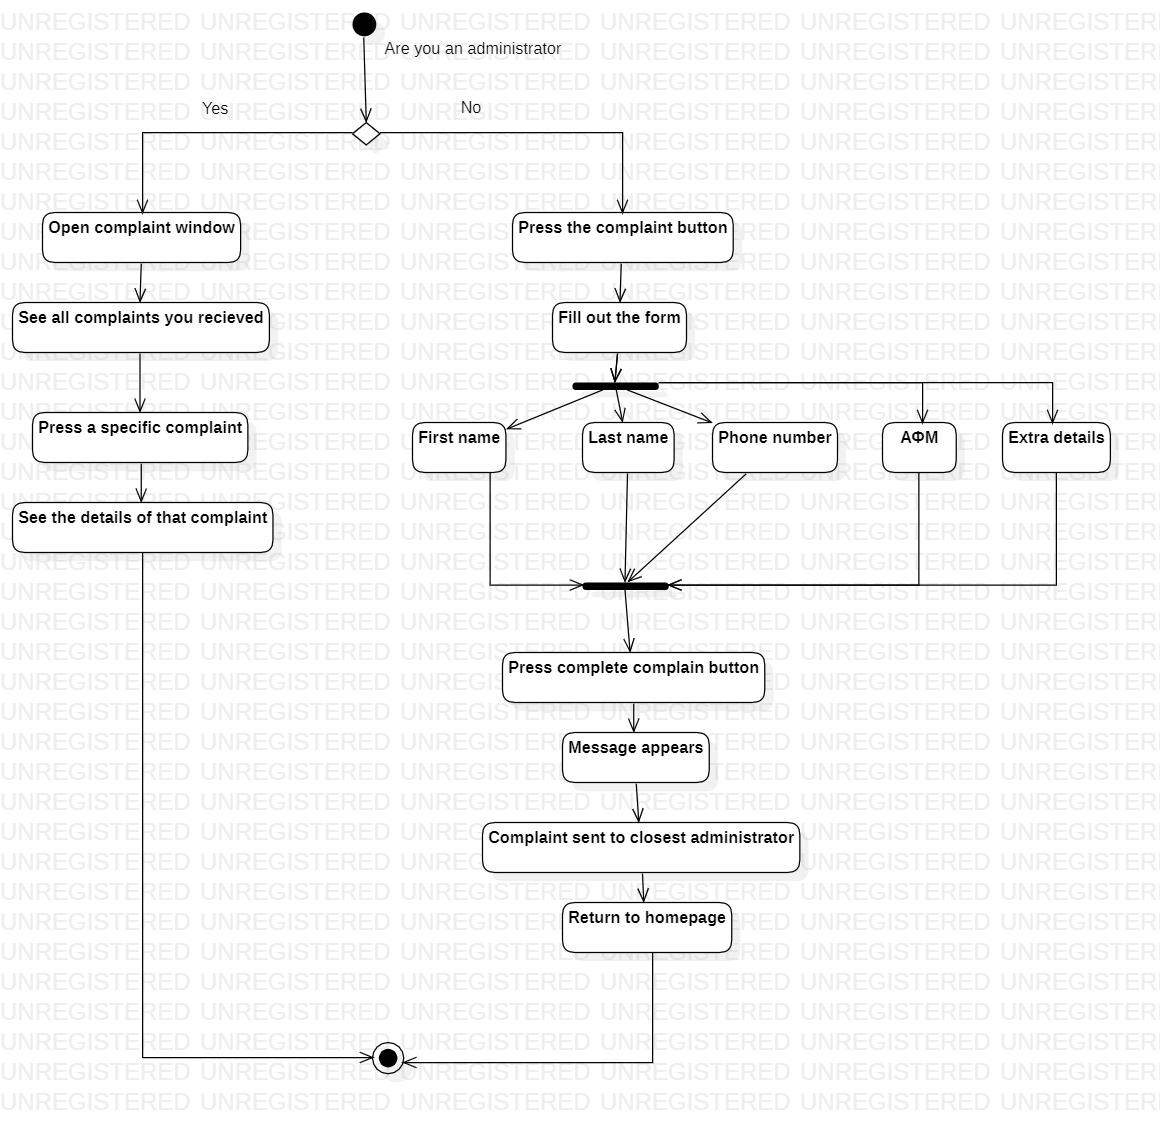 Are you an administrator
Yes
No
Open complaint window
Press the complaint button
See all complaints you recieved
Fill out the form
Press a specific complaint
First name
Last name
Phone number
ΑΦΜ
Extra details
See the details of that complaint
Press complete complain button
Message appears
Complaint sent to closest administrator
Return to homepage
UNREGISTERED